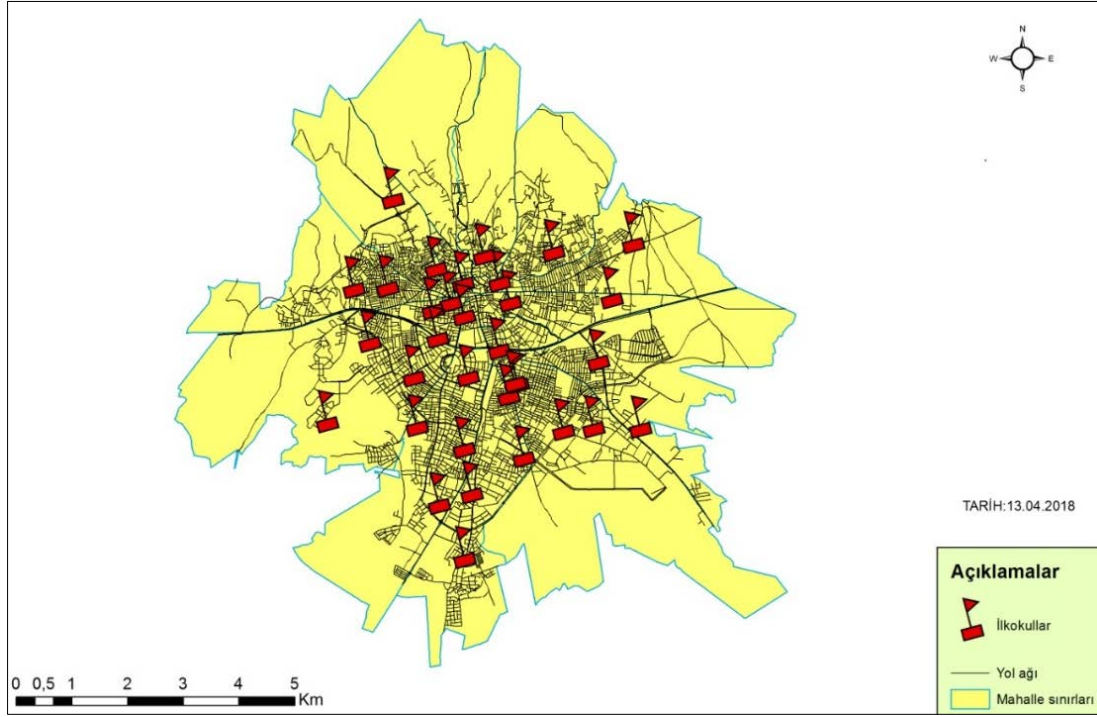 N
W E
S
TARİH:13.04.2018
Açıklamalar
İlkokullar
Yol ağı
Mahalle sınırları
0 0,5 1 2 3 4 5
Km